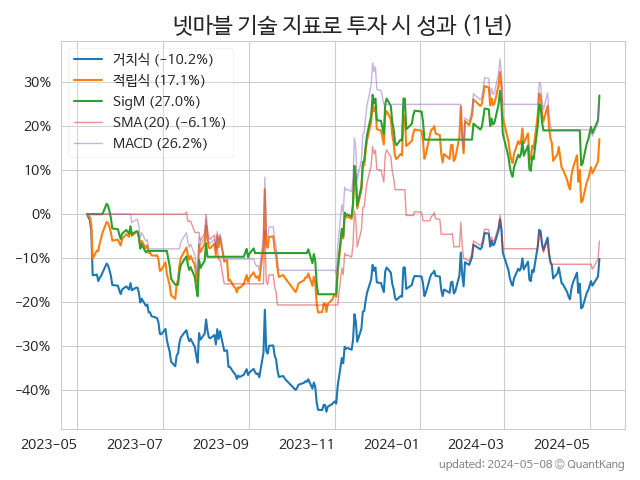 넷마블 기술 지표로 투자 시 성과 (1년)
거치식 (−10.2%)
적립식 (17.1%)
SigM (27.0%)
SMA(20) (−6.1%)
MACD (26.2%)
30%
20%
10%
0%
−10%
−20%
−30%
−40%
2023−05 2023−07 2023−09 2023−11 2024−01 2024−03 2024−05
updated: 2024-05-08 © QuantKang